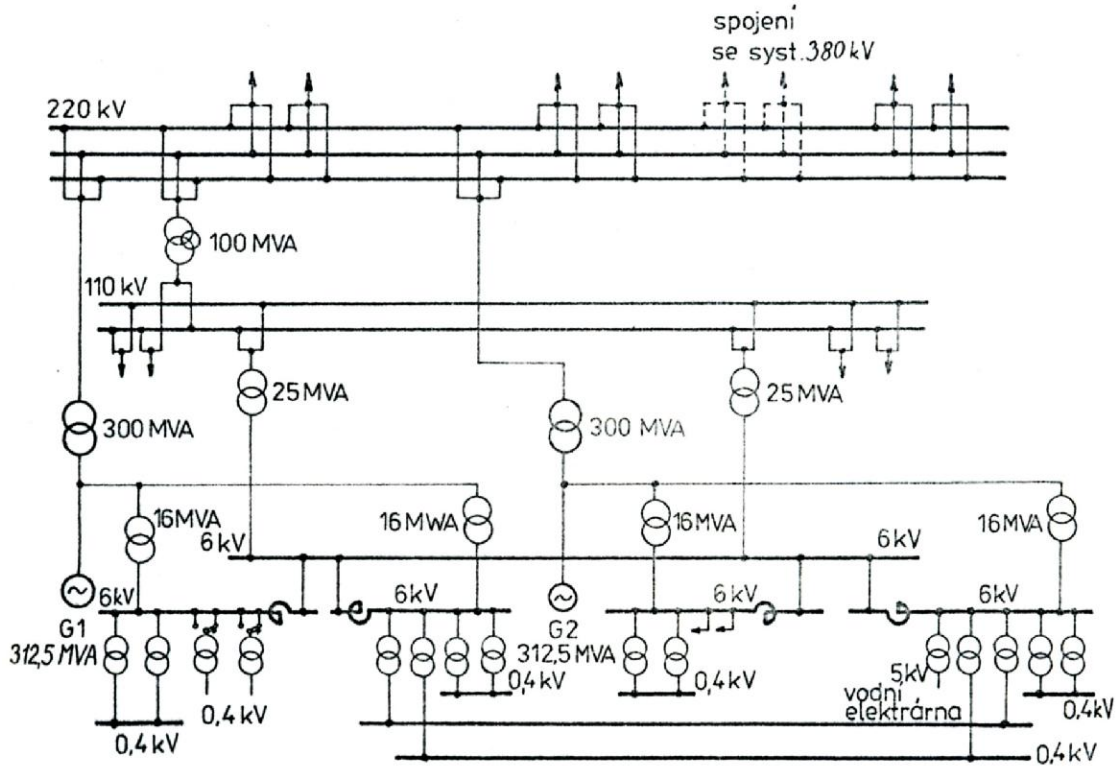 spojení
se syst. 380 kV
220 kV
100 MVA
110 kV
25 MVA
25 MVA
300 MVA
300 MVA
16 MVA
16 MWA
16 MVA
16 MVA
6 kV
6 kV
6 kV
6 kV
6 kV
6 kV
G1
G2
312,5 MVA
312,5 MVA
5 kV
0,4 kV
0,4 kV
0,4 kV
vodní
elektrárna
0,4 kV
0,4 kV
0,4 kV